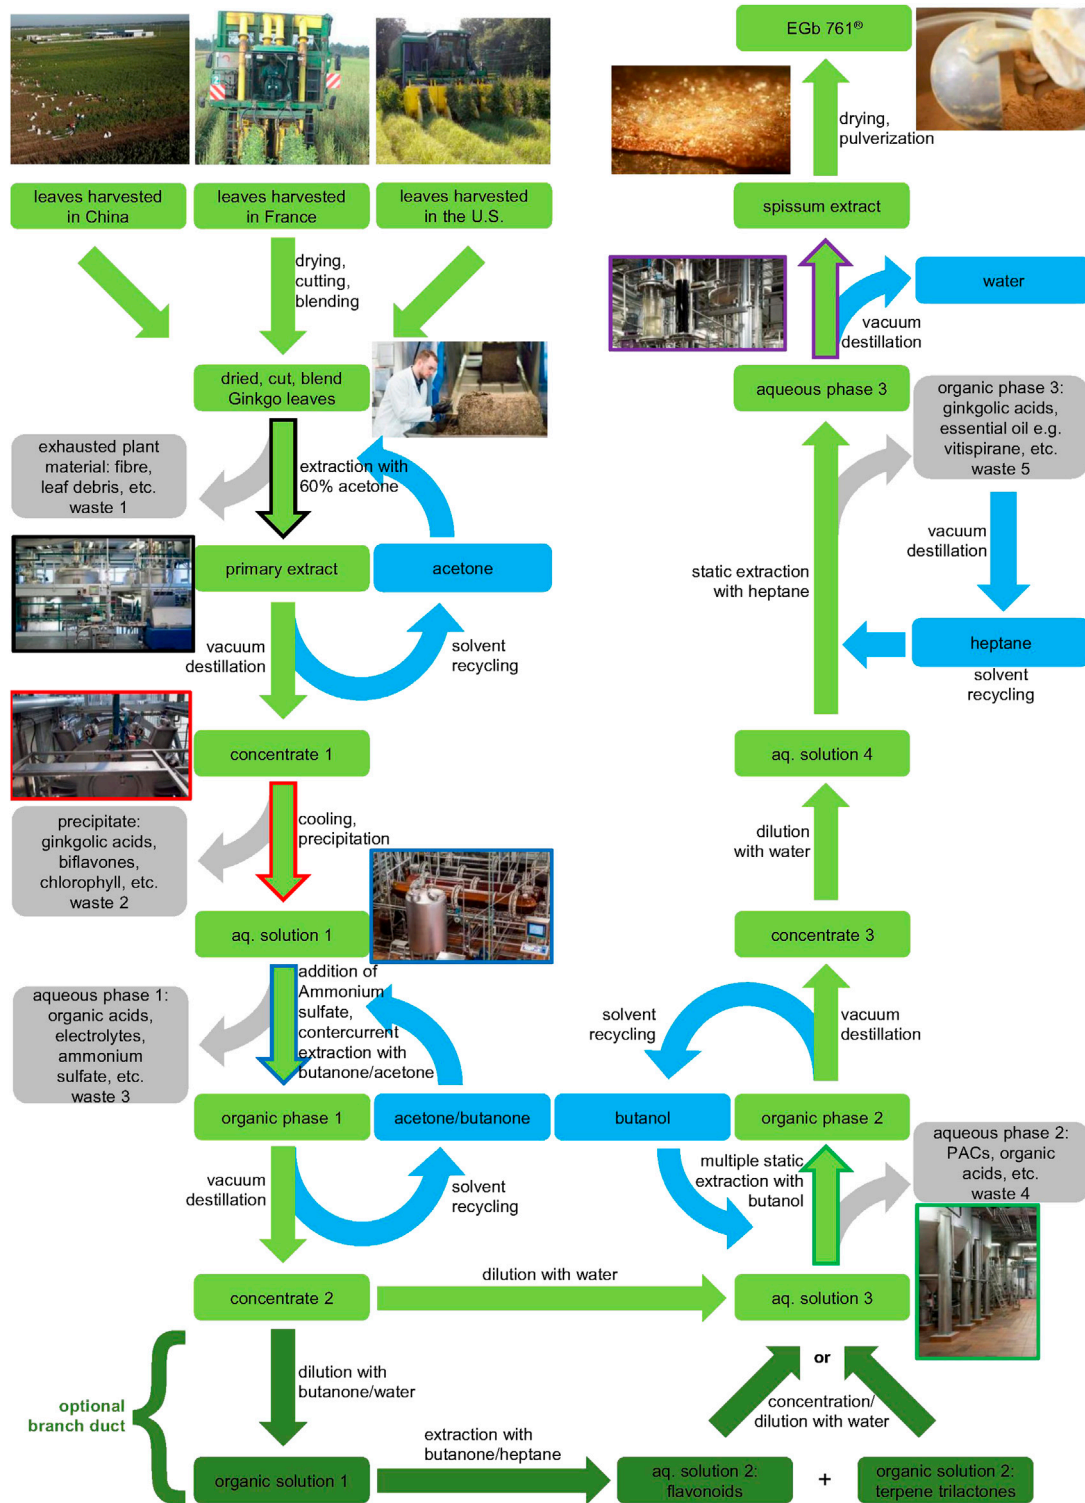 leaves harvested
in China
leaves harvested
in France
leaves harvested
in the U.S.
drying,
cutting,
blending
dried, cut, blend
Ginkgo leaves
exhausted plant
material: fibre,
leaf debris, etc.
waste 1
extraction with
60% acetone
primary extract
acetone
vacuum
destillation
solvent
recycling
concentrate 1
precipitate:
ginkgolic acids,
biflavones,
chlorophyll, etc.
waste 2
cooling,
precipitation
aq. solution 1
aqueous phase 1:
organic acids,
electrolytes,
ammonium
sulfate, etc.
waste 3
addition of
Ammonium
sulfate,
contercurrent
extraction with
butanone/acetone
organic phase 1
acetone/butanone
vacuum
destillation
solvent
recycling
concentrate 2
dilution with water
optional
branch duct
dilution with
butanone/water
organic solution 1
extraction with
butanone/heptane
aq. solution 2:
flavonoids
+
organic solution 2:
terpene trilactones
or
concentration/
dilution with water
aq. solution 3
multiple static
extraction with
butanol
aqueous phase 2:
PACs, organic
acids, etc.
waste 4
butanol
organic phase 2
solvent
recycling
vacuum
destillation
concentrate 3
dilution
with water
aq. solution 4
static extraction
with heptane
heptane
solvent
recycling
vacuum
destillation
organic phase 3:
ginkgolic acids,
essential oil e.g.
vitispirane, etc.
waste 5
aqueous phase 3
vacuum
destillation
water
spissum extract
drying,
pulverization
EGb 761®